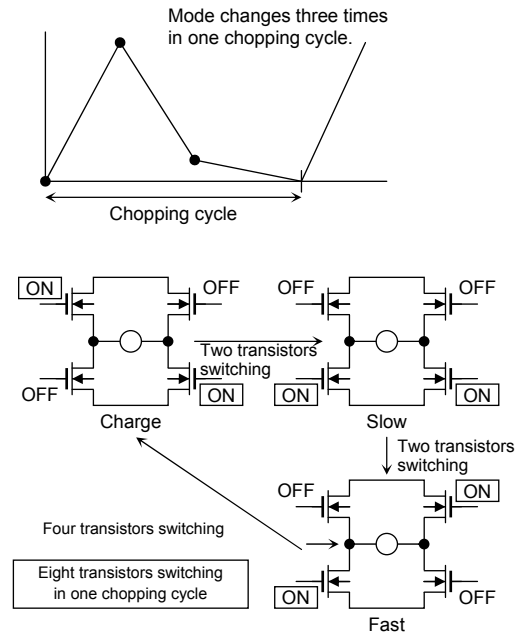 Mode changes three times
in one chopping cycle.
Chopping cycle
ON
OFF
OFF
ON
Charge
Two transistors
switching
OFF
OFF
ON
ON
Slow
Two transistors
switching
OFF
ON
ON
OFF
Fast
Four transistors switching
Eight transistors switching
in one chopping cycle